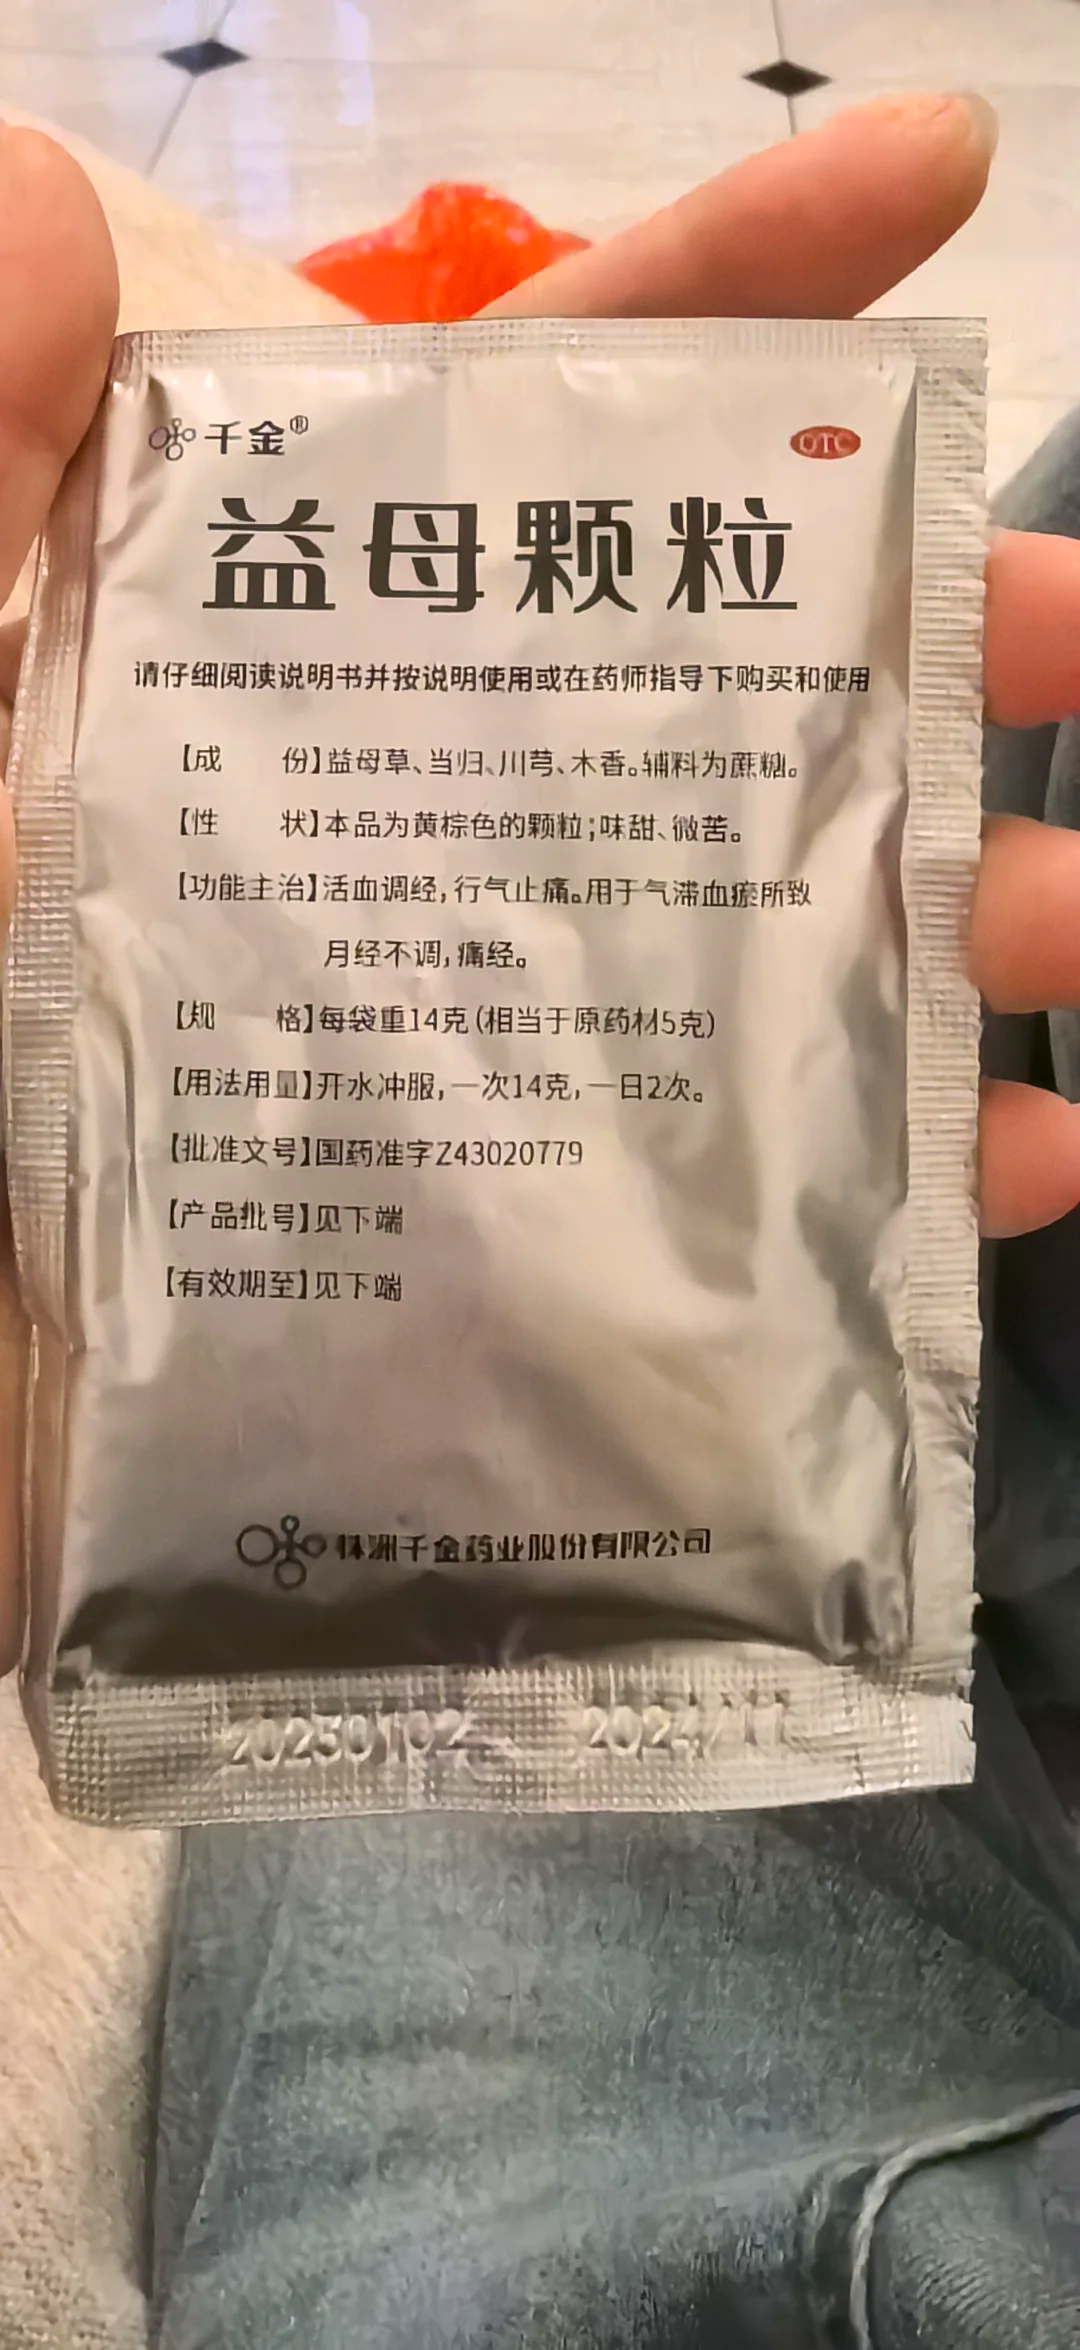 千金®
OTC
益母颗粒
请仔细阅读说明书并按说明使用或在药师指导下购买和使用
【成 份】益母草、当归、川芎、木香。辅料为蔗糖。
【性 状】本品为黄棕色的颗粒;味甜、微苦。
【功能主治】活血调经,行气止痛。用于气滞血瘀所致
月经不调,痛经。
【规 格】每袋重14克(相当于原药材5克)
【用法用量】开水冲服,一次14克,一日2次。
【批准文号】国药准字Z43020779
【产品批号】见下端
【有效期至】见下端
株洲千金药业股份有限公司